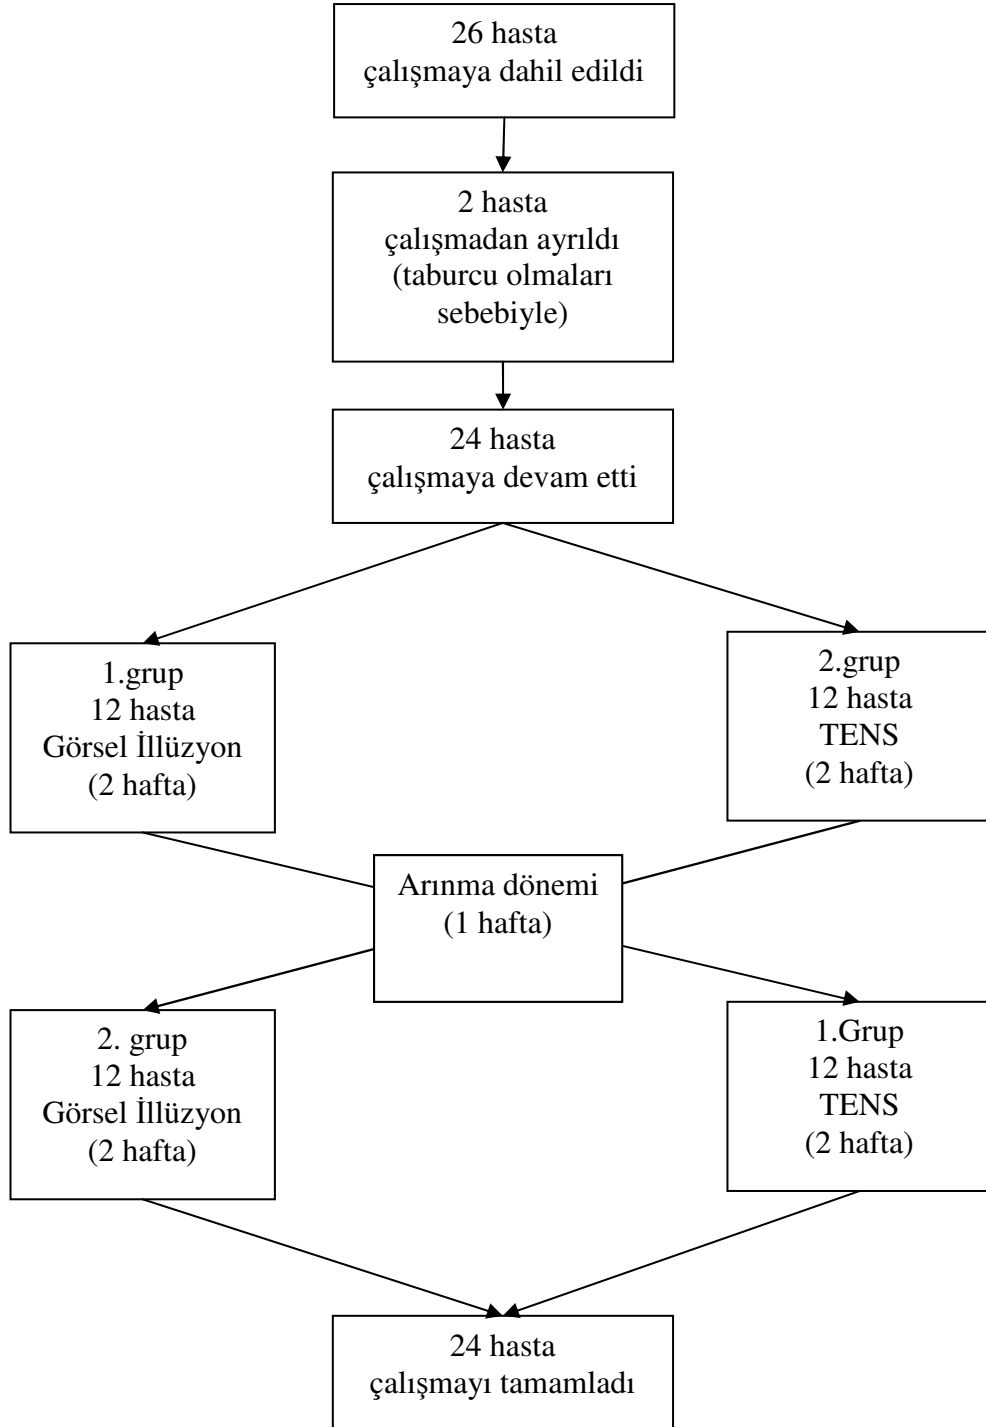 26 hasta
çalışmaya dahil edildi
2 hasta
çalışmadan ayrıldı
(taburcu olmaları
sebebiyle)
24 hasta
çalışmaya devam etti
1.grup
12 hasta
Görsel İllüzyon
(2 hafta)
2.grup
12 hasta
TENS
(2 hafta)
Arınma dönemi
(1 hafta)
2. grup
12 hasta
Görsel İllüzyon
(2 hafta)
1.Grup
12 hasta
TENS
(2 hafta)
24 hasta
çalışmayı tamamladı